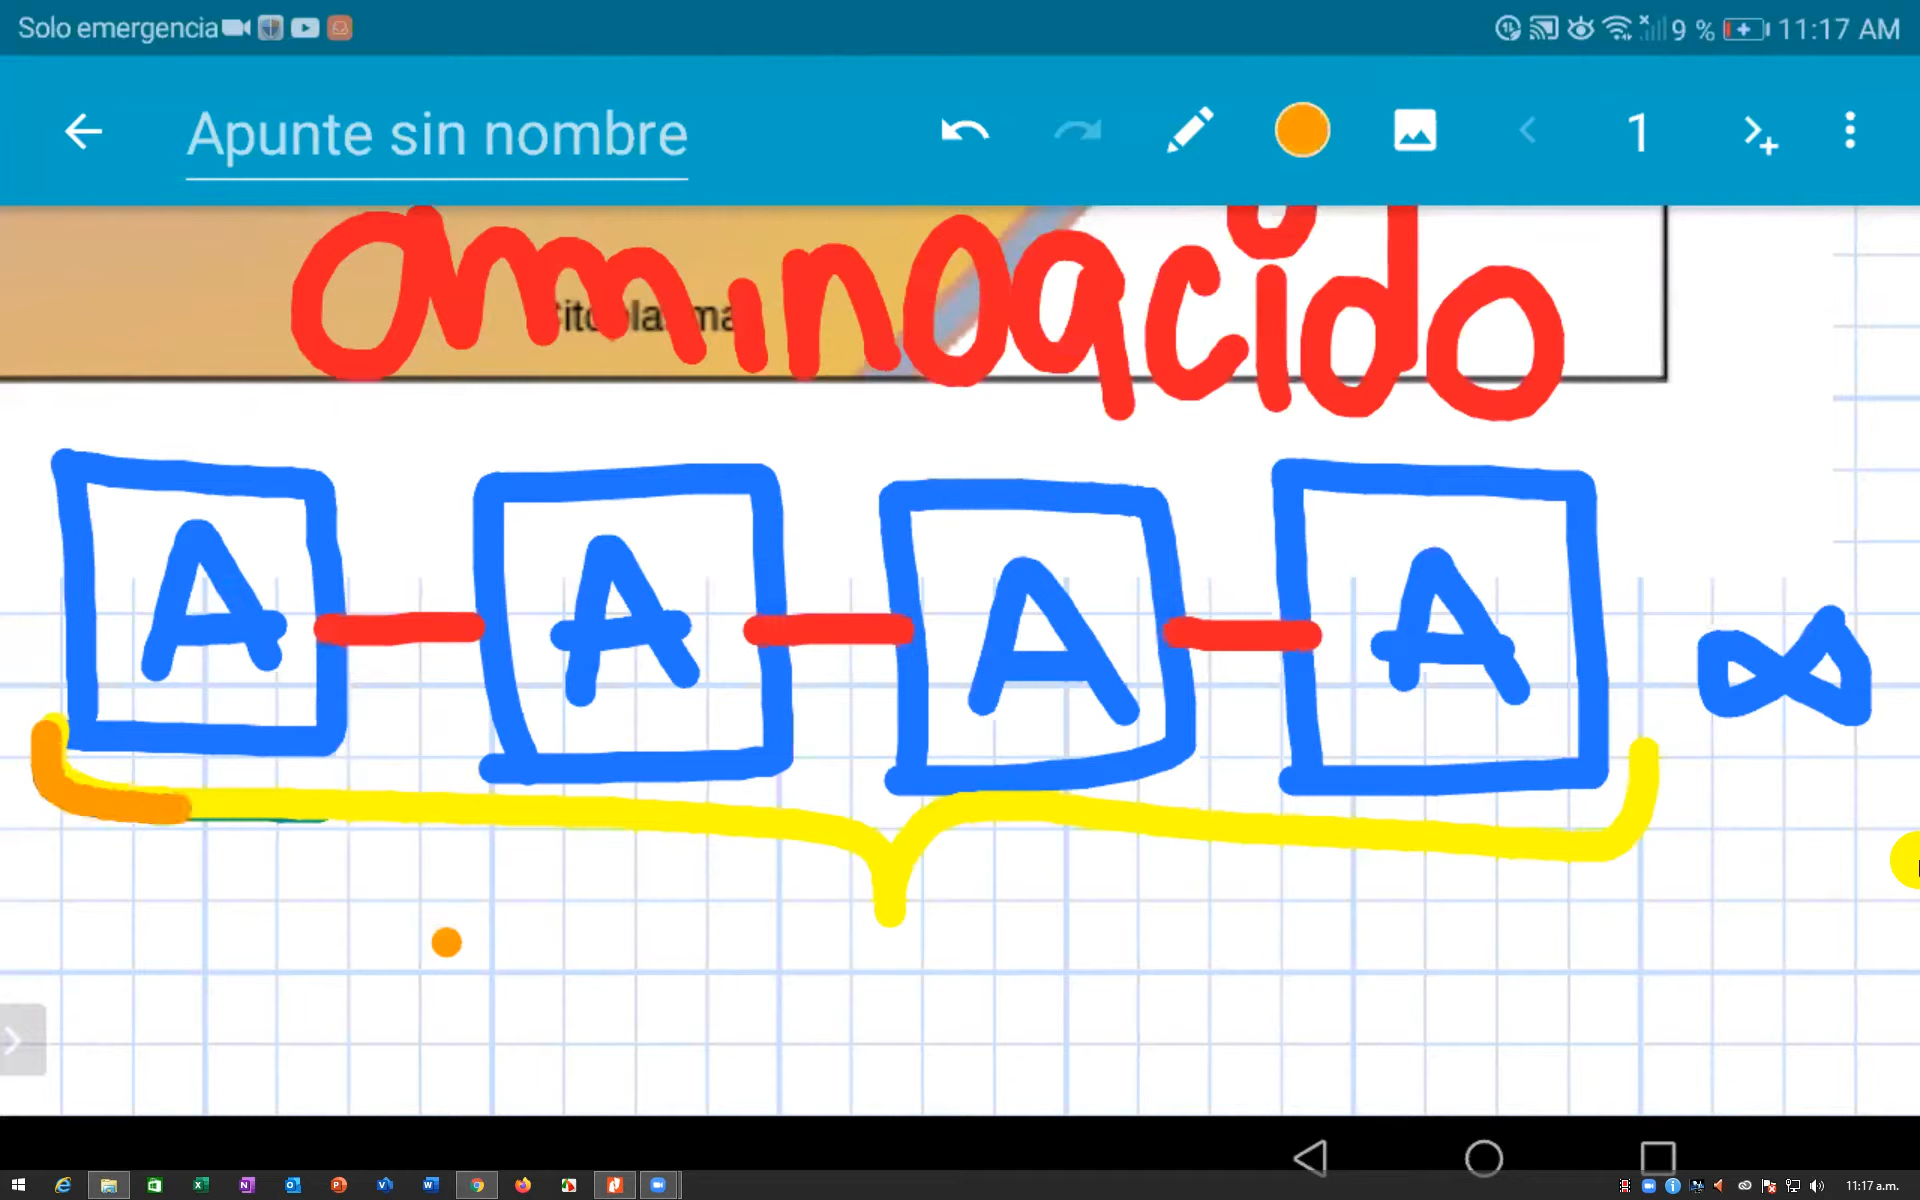 Solo emergencia 9 % 11:17 AM
Apunte sin nombre 1
aminoacido
A A A A ∞
11:17 a.m.